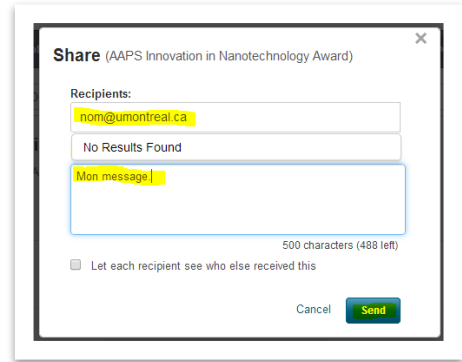 Share (AAPS Innovation in Nanotechnology Award)
Recipients:
nom@umontreal.ca
No Results Found
Mon message.
500 characters (488 left)
Let each recipient see who else received this
Cancel Send